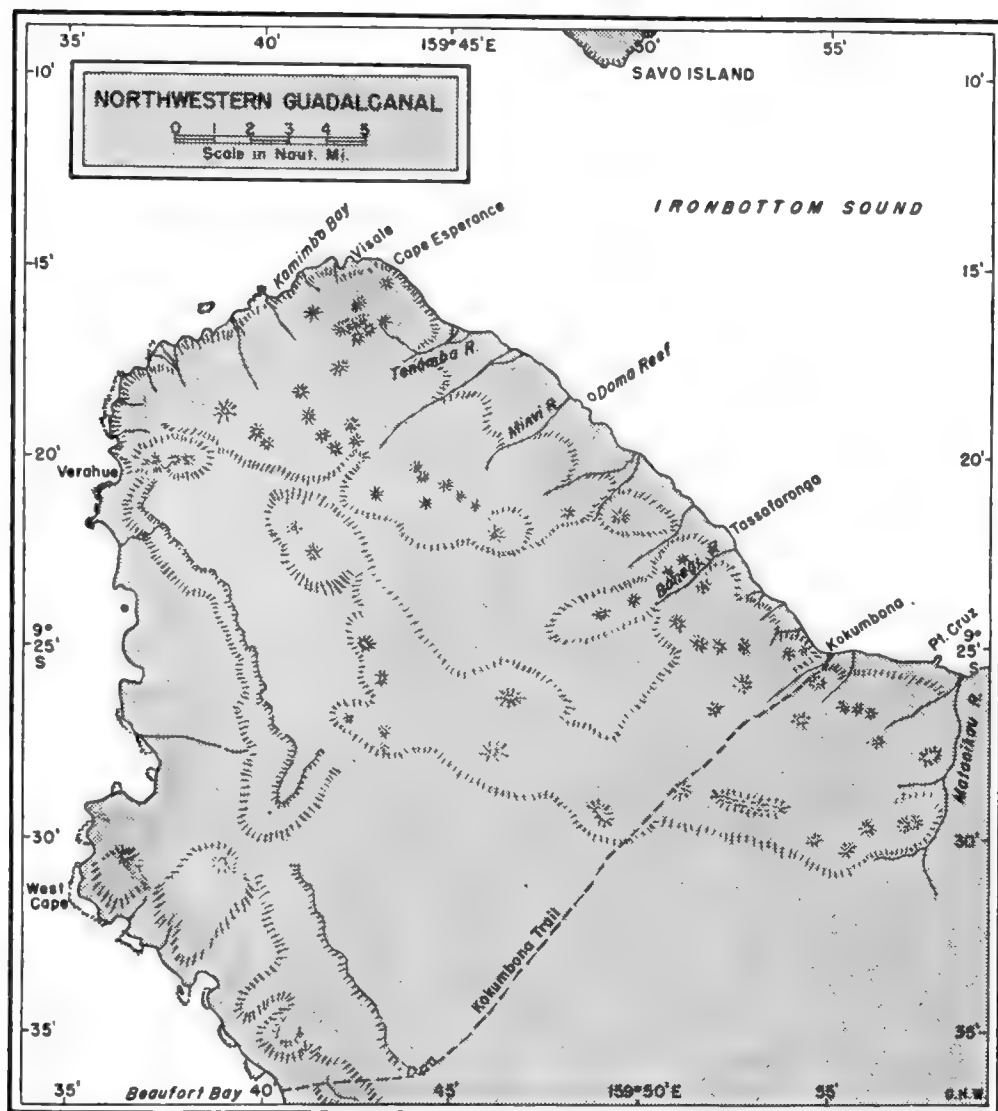 35'
40'
159°45'E
50'
55'
10'
10'
SAVO ISLAND
NORTHWESTERN GUADALCANAL
0 1 2 3 4 5
Scale in Naut. Mi.
IRONBOTTOM SOUND
Kamimbo Bay
Visale
Cape Esperance
15'
15'
Tenamba R.
Doma Reef
Minvi R.
20'
20'
Verahue
Tassafaronga
Bonegi
Kokumbona
Pt. Cruz
9°
25'
S
9°
25'
S
Matanikau R.
30'
30'
West
Cape
Kokumbona Trail
35'
35'
Beaufort Bay
35'
40'
45'
159°50'E
55'
D.H.W.